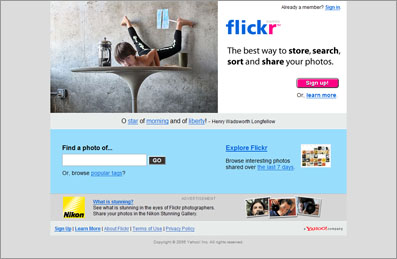 Already a member? Sign in.
flickr
The best way to store, search,
sort and share your photos.
Sign up!
Or, learn more
O star of morning and of liberty! - Henry Wadsworth Longfellow
Find a photo of...
GO
Or, browse popular tags?
Explore Flickr
Browse interesting photos
shared over the last 7 days.
ADVERTISEMENT
Nikon
What is stunning?
See what is stunning in the eyes of Flickr photographers.
Share your photos in the Nikon Stunning Gallery.
Sign Up | Learn More | About Flickr | Terms of Use | Privacy Policy
a YAHOO! company
Inc. All rights reserved.